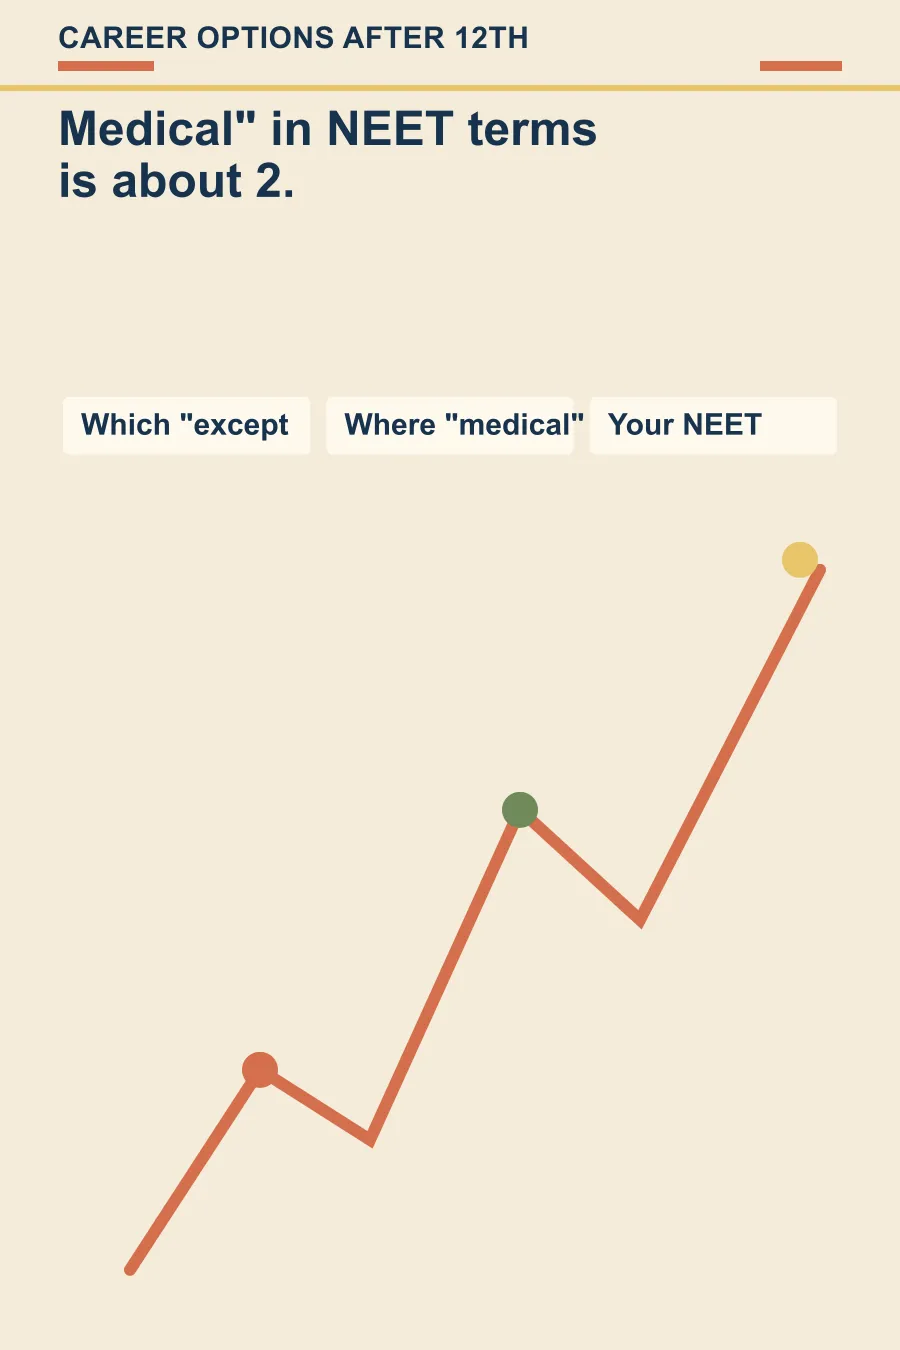 CAREER OPTIONS AFTER 12TH
Medical" in NEET terms
is about 2.
Which "except
Where "medical"
Your NEET